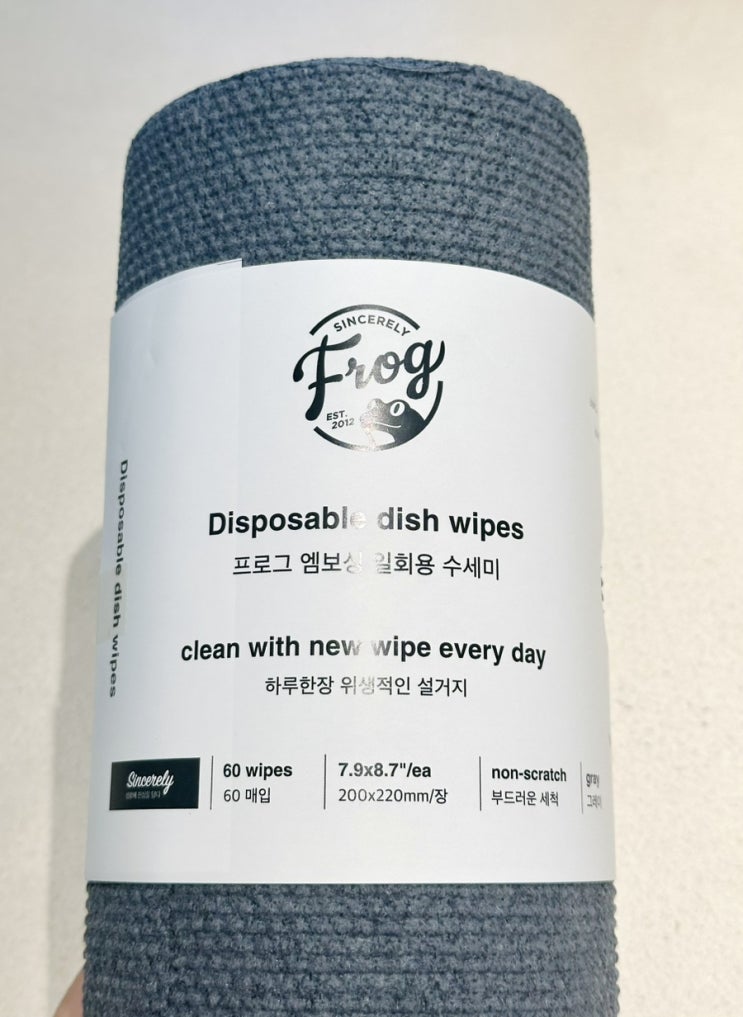 SINCERELY
Frog
EST.
2012
Disposable dish wipes
프로그 엠보싱 일회용 수세미
clean with new wipe every day
하루한장 위생적인 설거지
Disposable dish wipes
Sincerely
60 wipes
60 매입
7.9x8.7"/ea
200x220mm/장
non-scratch
부드러운 세척
gray